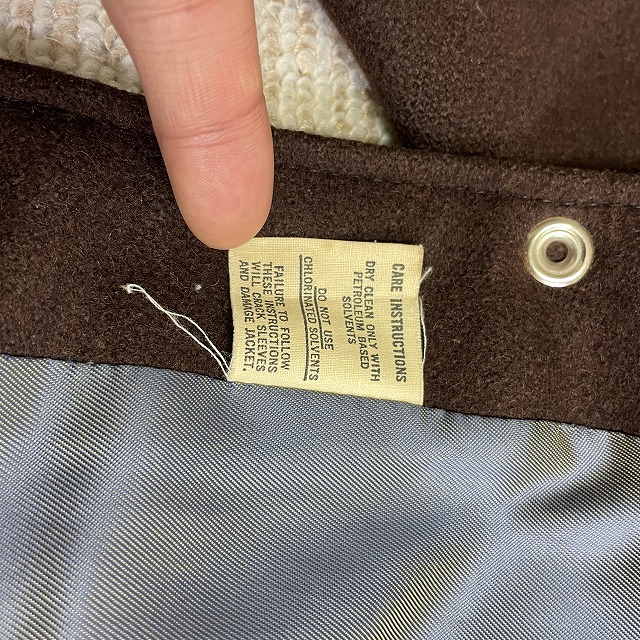 CARE INSTRUCTIONS
DRY CLEAN ONLY WITH
PETROLEUM BASED
SOLVENTS
DO NOT USE
CHLORINATED SOLVENTS
FAILURE TO FOLLOW
THESE INSTRUCTIONS
WILL CRACK SLEEVES
AND DAMAGE JACKET.